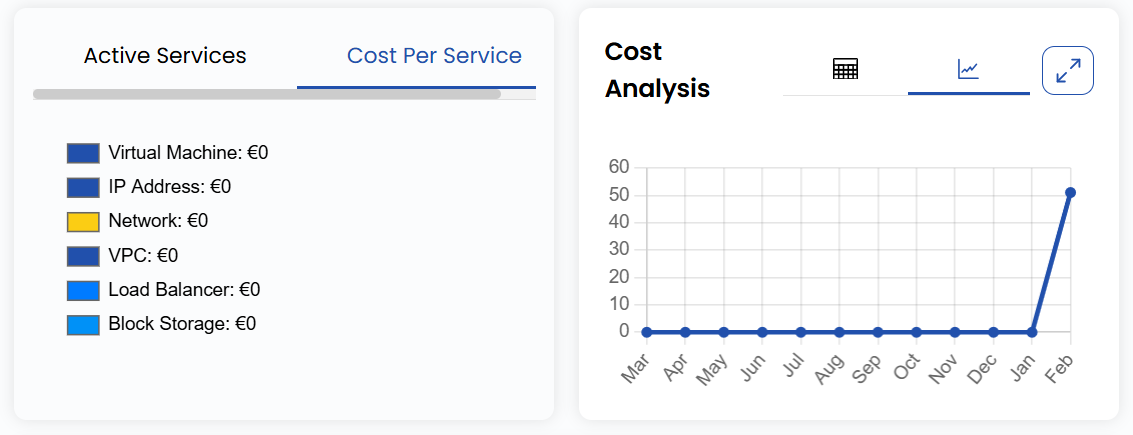 Active Services
Cost Per Service
Virtual Machine: €0
IP Address: €0
Network: €0
VPC: €0
Load Balancer: €0
Block Storage: €0
Cost
Analysis
60
50
40
30
20
10
0
Mar
Apr
May
Jun
Jul
Aug
Sep
Oct
Nov
Dec
Jan
Feb